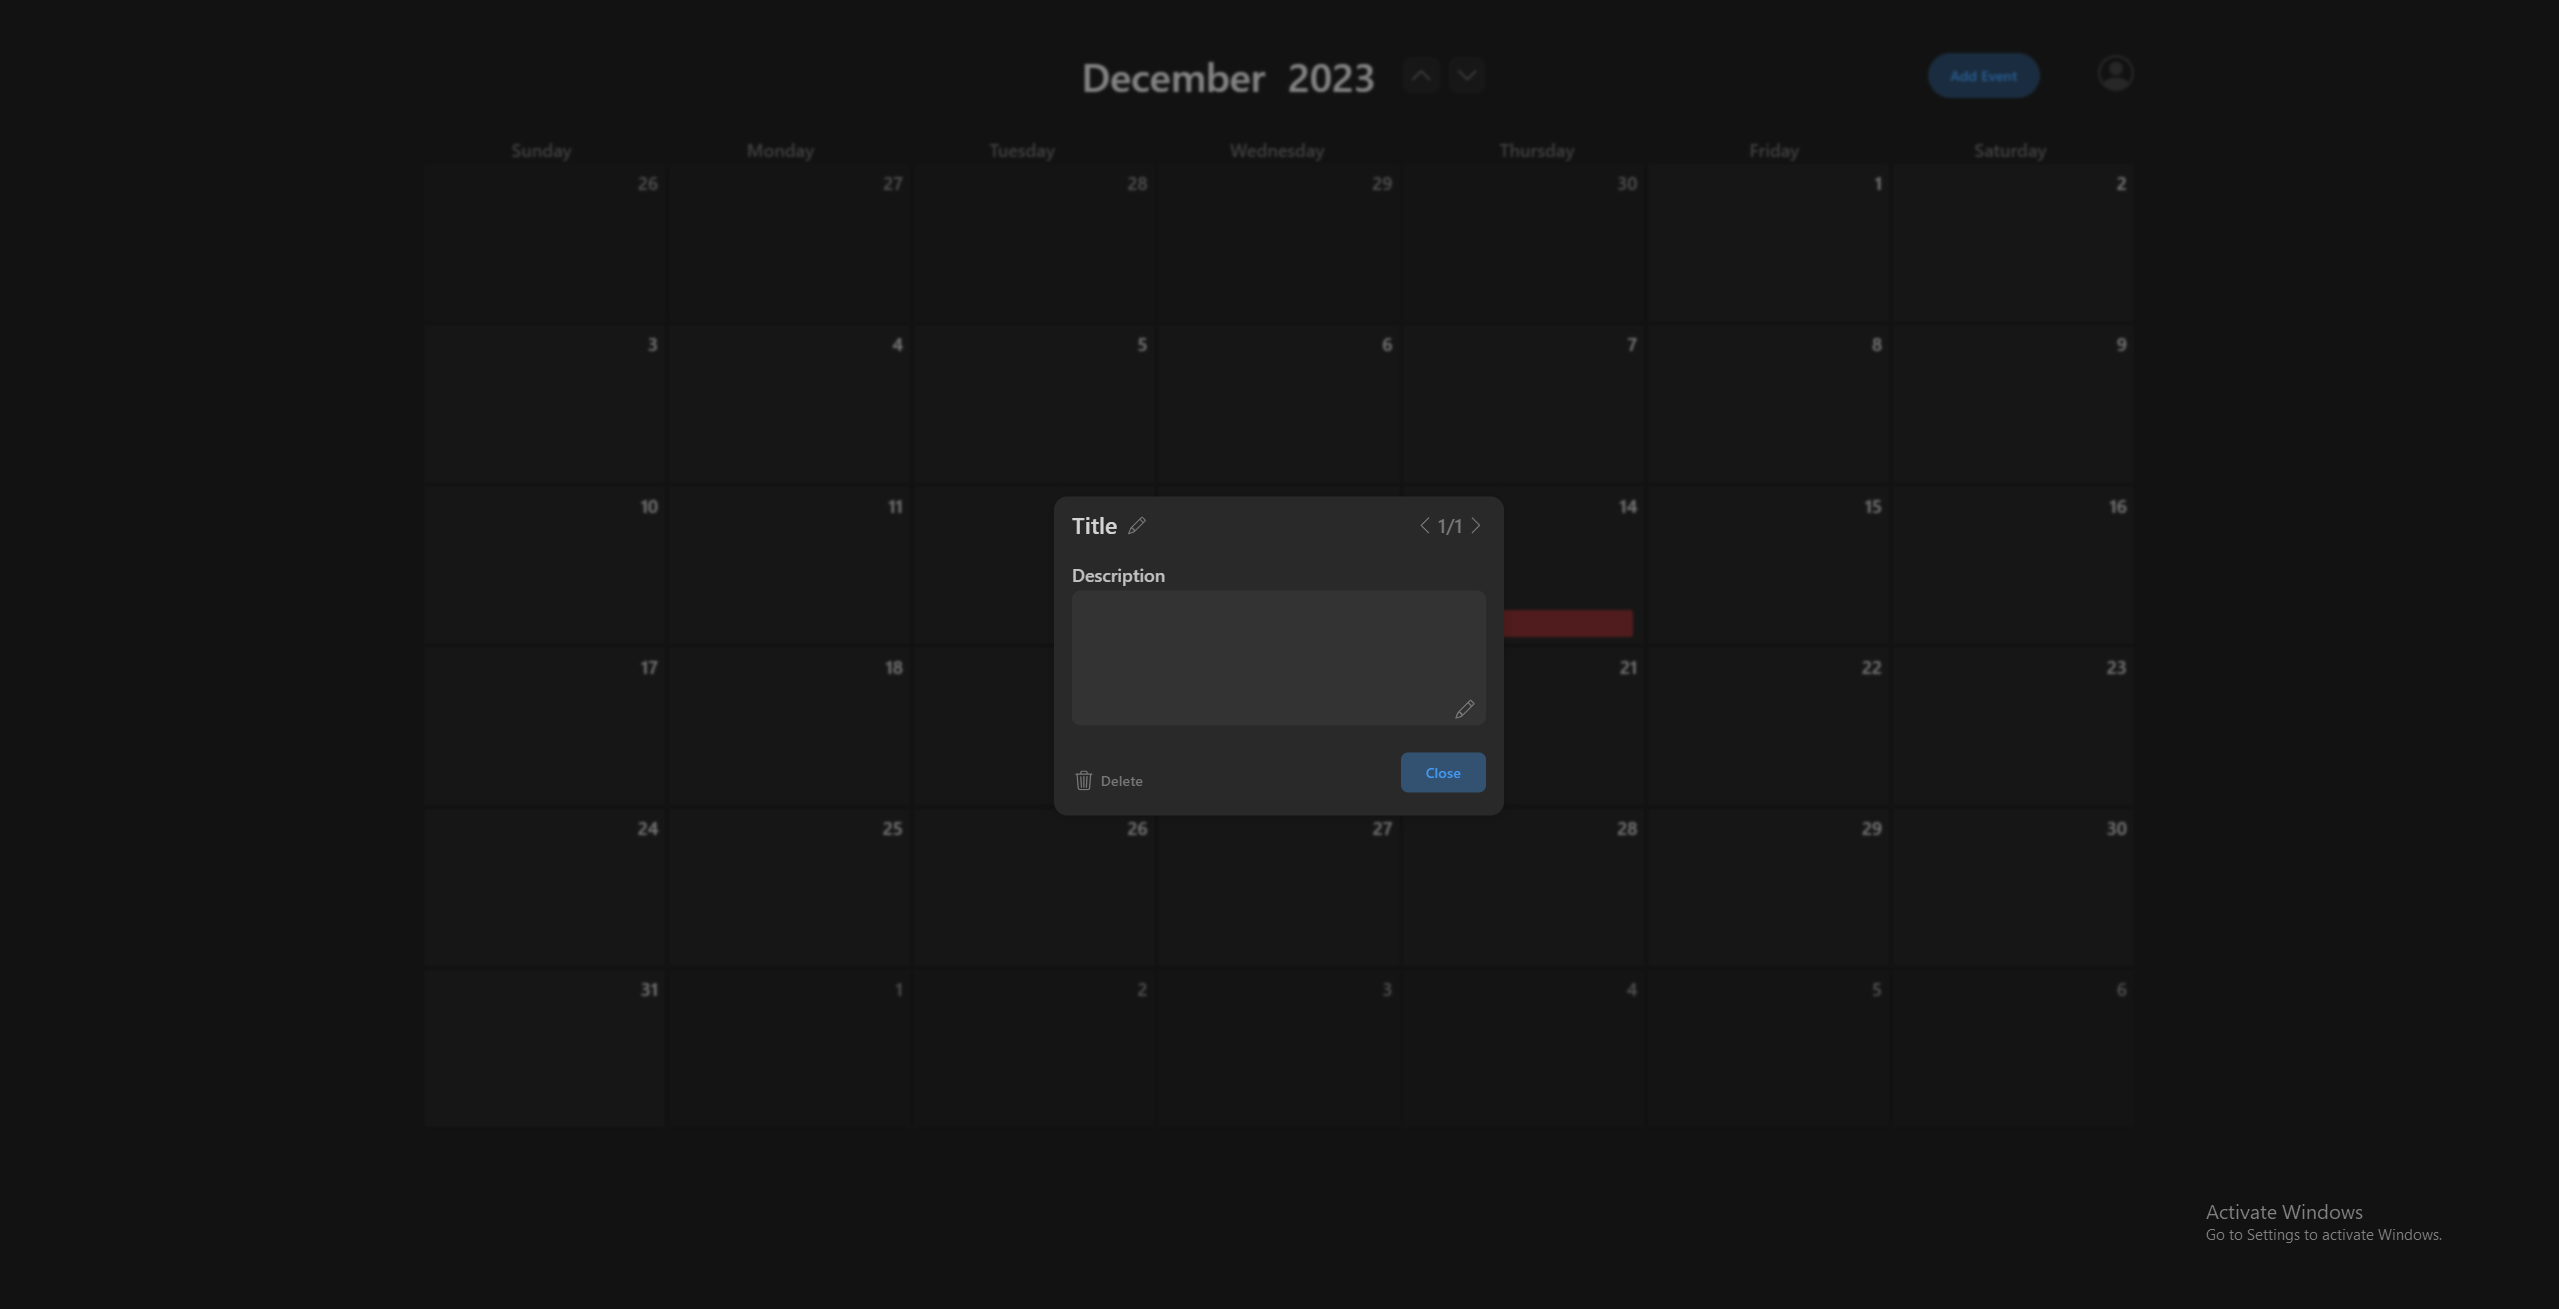 December 2023
Add Event
Sunday Monday Tuesday Wednesday Thursday Friday Saturday
26 27 28 29 30 1 2
3 4 5 6 7 8 9
10 11 14 15 16
Title 1/1
Description
17 18 21 22 23
Delete Close
24 25 26 27 28 29 30
31 1 2 3 4 5 6
Activate Windows
Go to Settings to activate Windows.